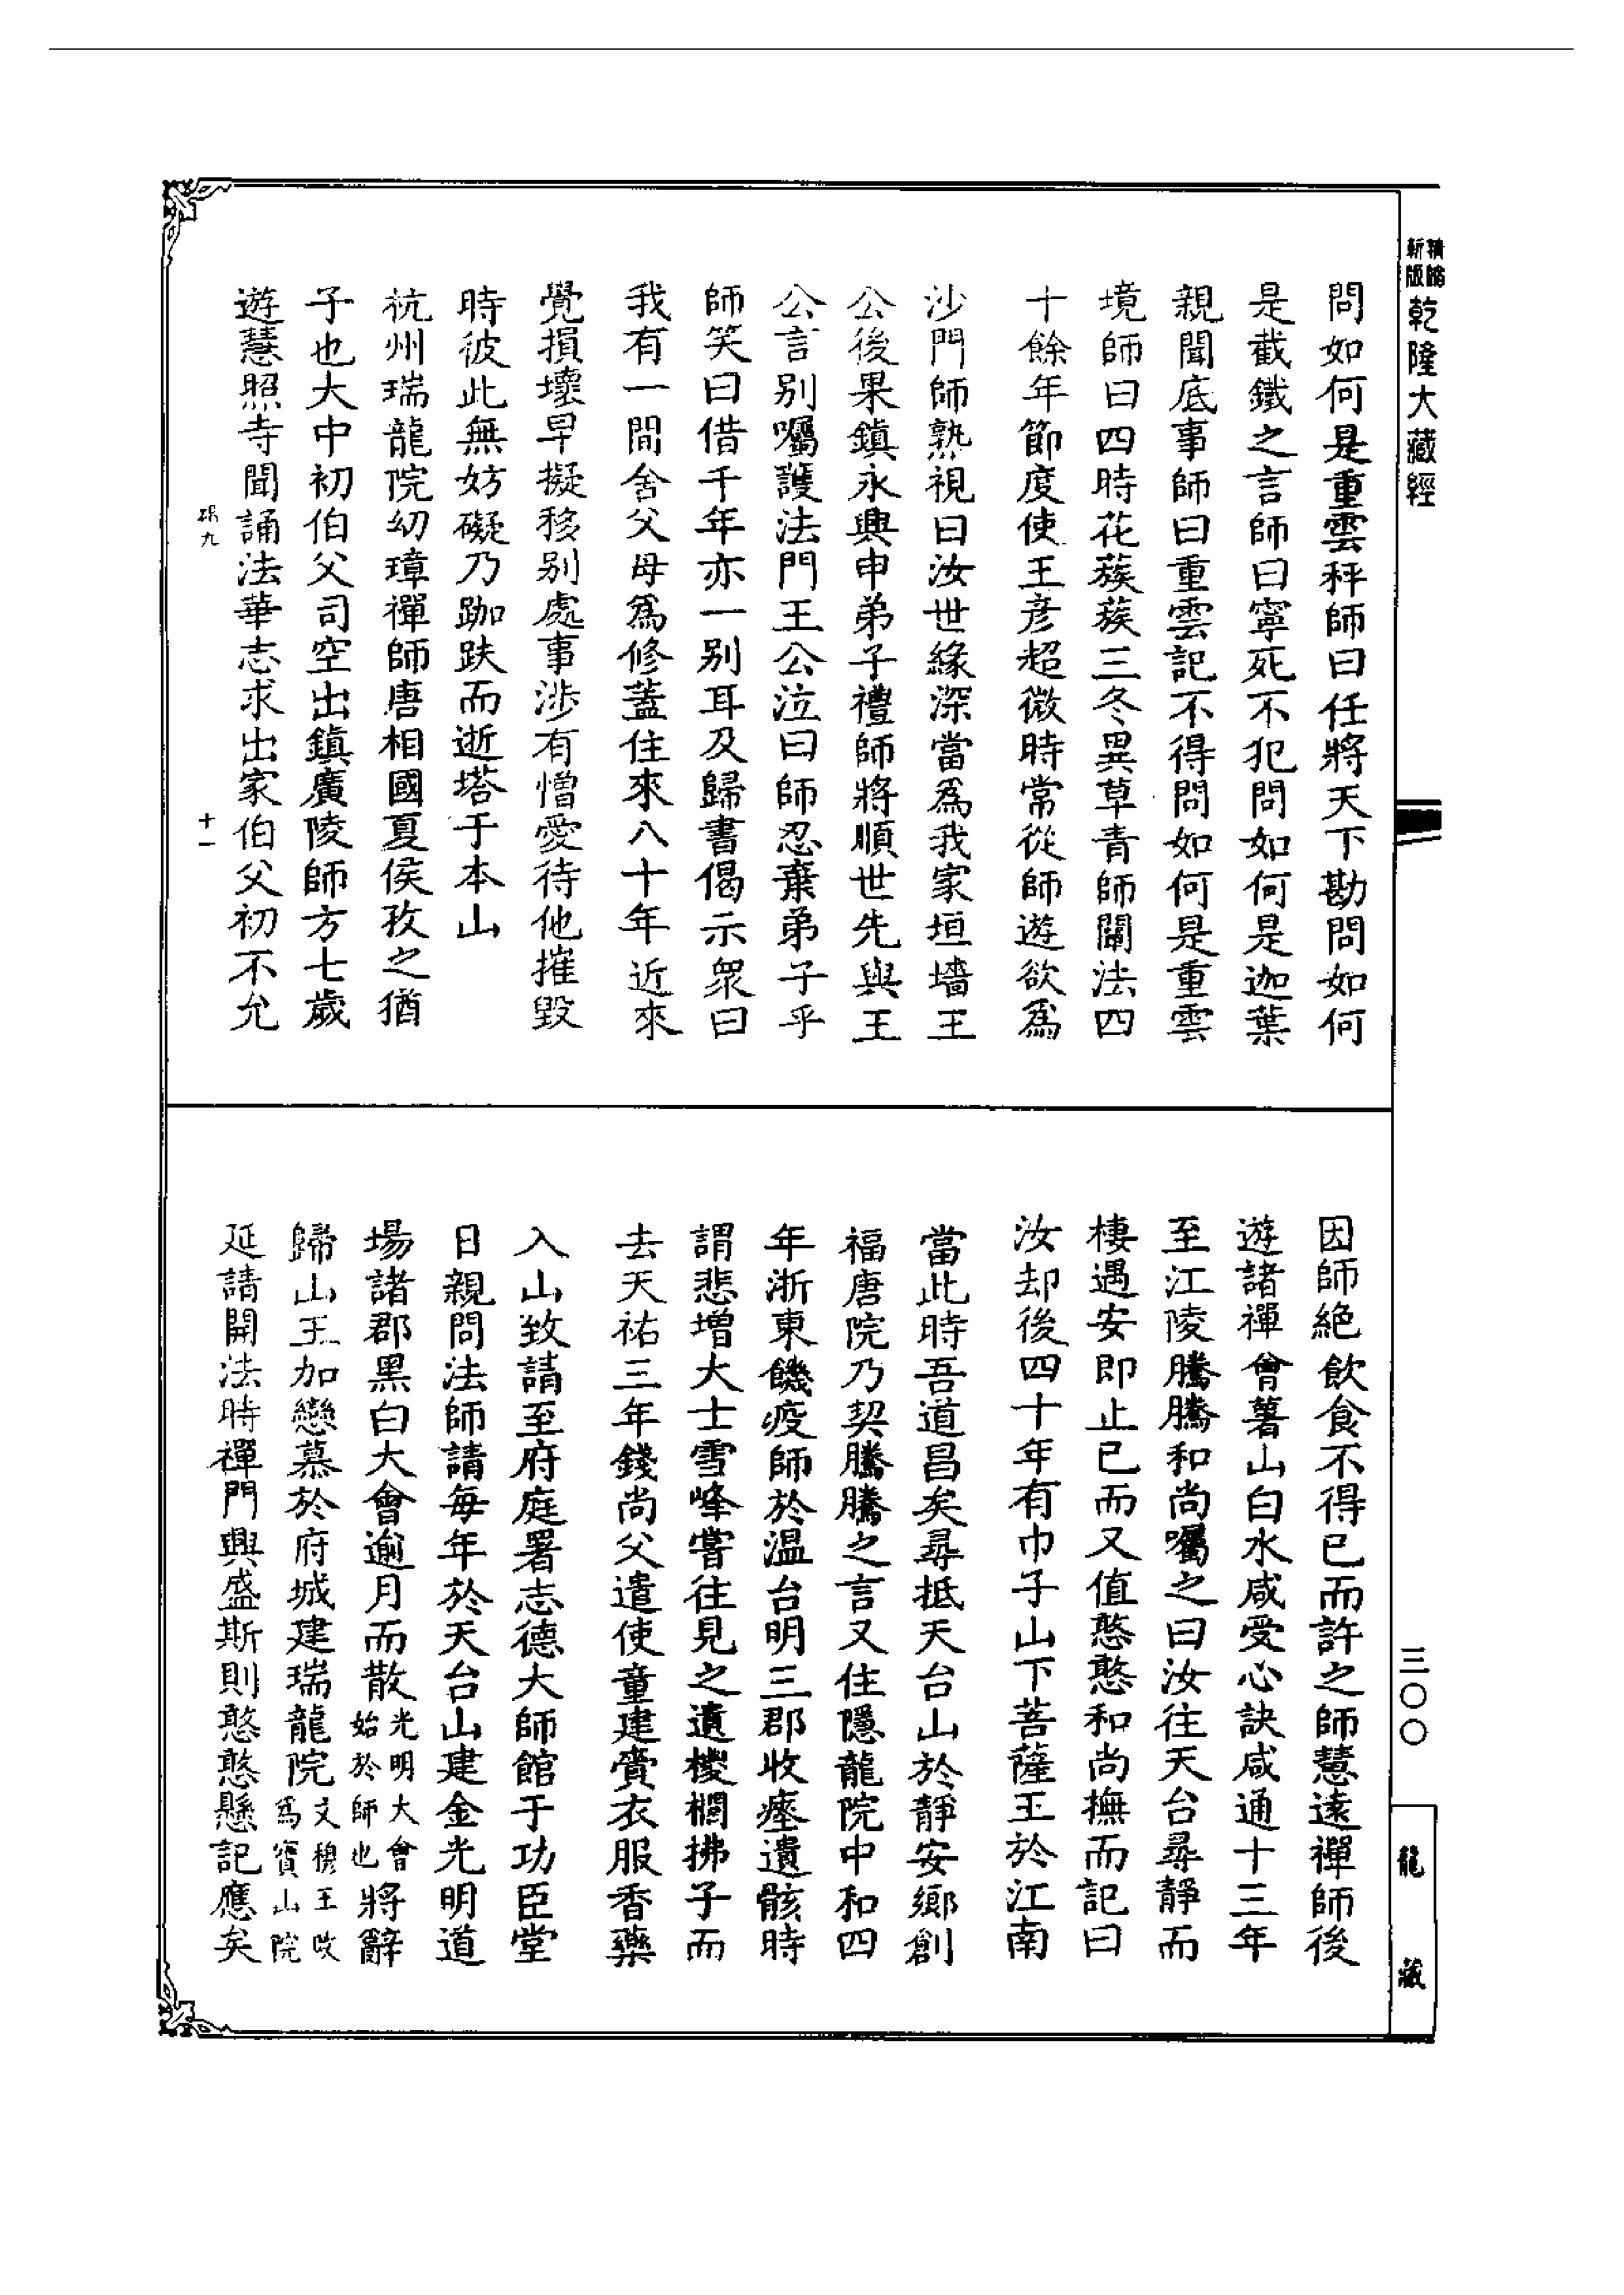 精縮新版乾隆大藏經
問如何是重雲秤師曰任將天下勘問如何
是截鐵之言師曰寧死不犯問如何是迦葉
親聞底事師曰重雲記不得問如何是重雲
境師曰四時花蔟蔟三冬異草青師闡法四
十餘年節度使王彥超微時常從師遊欲爲
沙門師熟視曰汝世緣深當爲我家垣墻王
公後果鎮永興申弟子禮師將順世先與王
公言別囑護法門王公泣曰師忍棄弟子乎
師笑曰借千年亦一別耳及歸書偈示眾曰
我有一間舍父母爲修蓋住來八十年近來
覺損壞早擬移別處事涉有憎愛待他摧毀
時彼此無妨礙乃跏趺而逝塔于本山
杭州瑞龍院幻璋禪師唐相國夏侯孜之猶
子也大中初伯父司空出鎮廣陵師方七歲
遊慧照寺聞誦法華志求出家伯父初不允
九
十一
因師絕飲食不得已而許之師慧遠禪師後
遊諸禪會薯山白水咸受心訣咸通十三年
至江陵騰騰和尚囑之曰汝往天台尋靜而
棲遇安即止已而又值憨憨和尚撫而記曰
汝却後四十年有巾子山下菩薩王於江南
當此時吾道昌矣尋抵天台山於靜安鄉創
福唐院乃契騰騰之言又住隱龍院中和四
年浙東饑疫師於温台明三郡收瘞遺骸時
謂悲增大士雪峰嘗往見之遺椶櫚拂子而
去天祐三年錢尚父遣使童建賫衣服香藥
入山致請至府庭署志德大師館于功臣堂
日親問法師請每年於天台山建金光明道
場諸郡黑白大會逾月而散光明大會始於師也將辭
歸山王加戀慕於府城建瑞龍院文穆王改爲寶山院
延請開法時禪門興盛斯則憨憨懸記應矣
三〇〇
龍藏